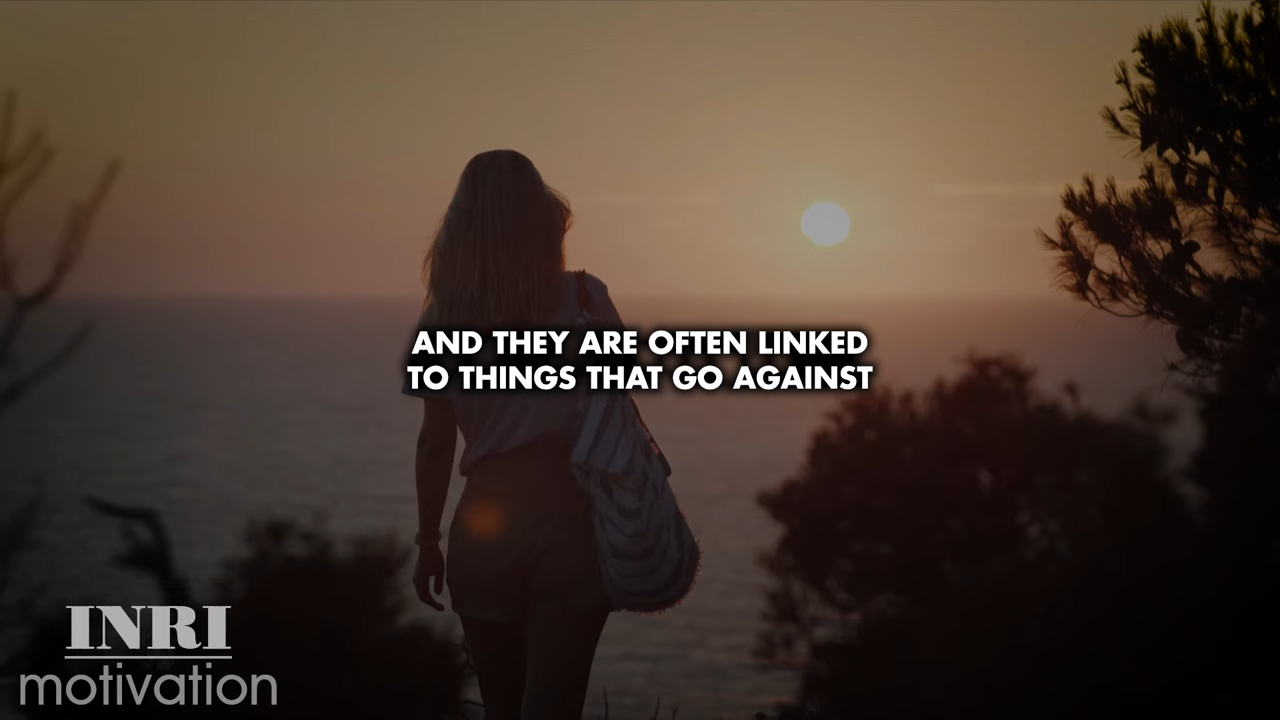 AND THEY ARE OFTEN LINKED
TO THINGS THAT GO AGAINST
INRI
motivation